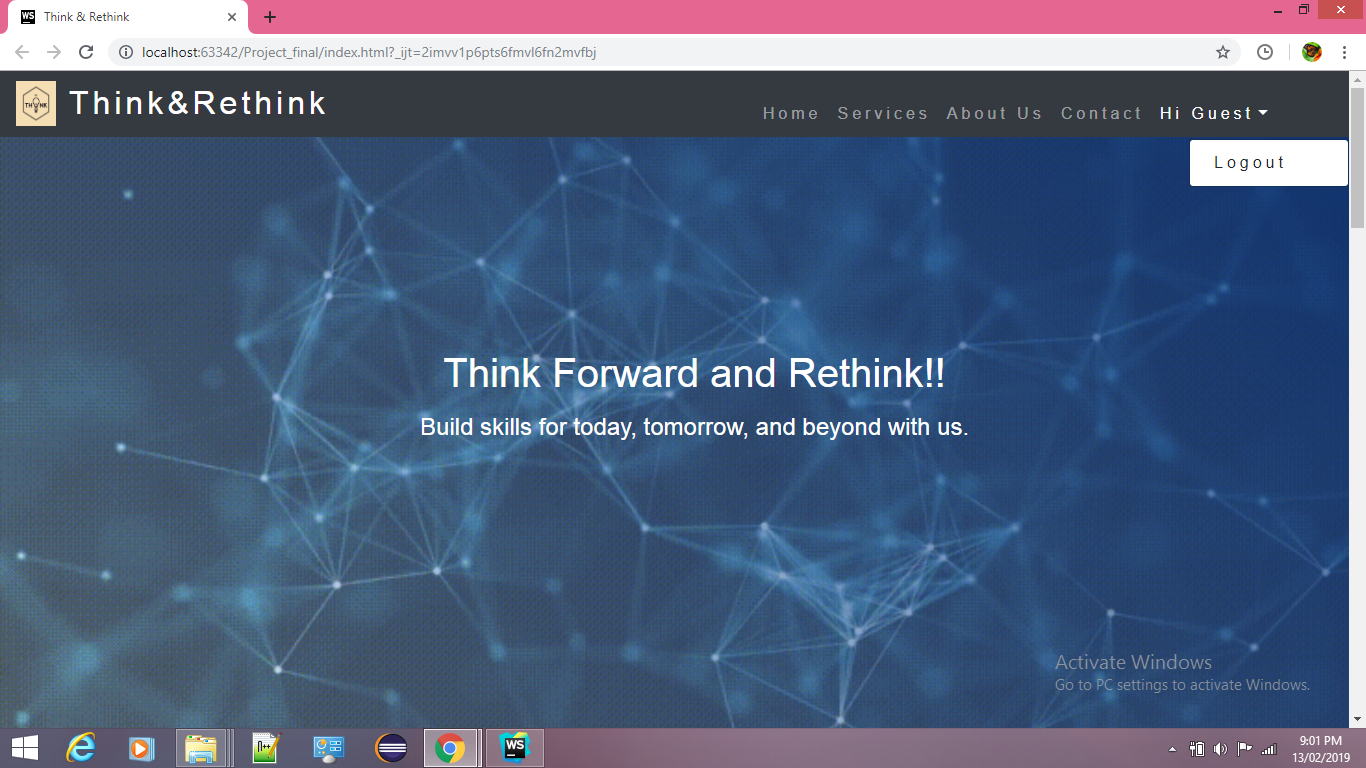 WS Think & Rethink
localhost:63342/Project_final/index.html?_ijt=2imvv1p6pts6fmvl6fn2mvfbj
THINK
Think&Rethink
Home Services About Us Contact Hi Guest
Logout
Think Forward and Rethink!!
Build skills for today, tomorrow, and beyond with us.
Activate Windows
Go to PC settings to activate Windows.
WS
9:01 PM
13/02/2019